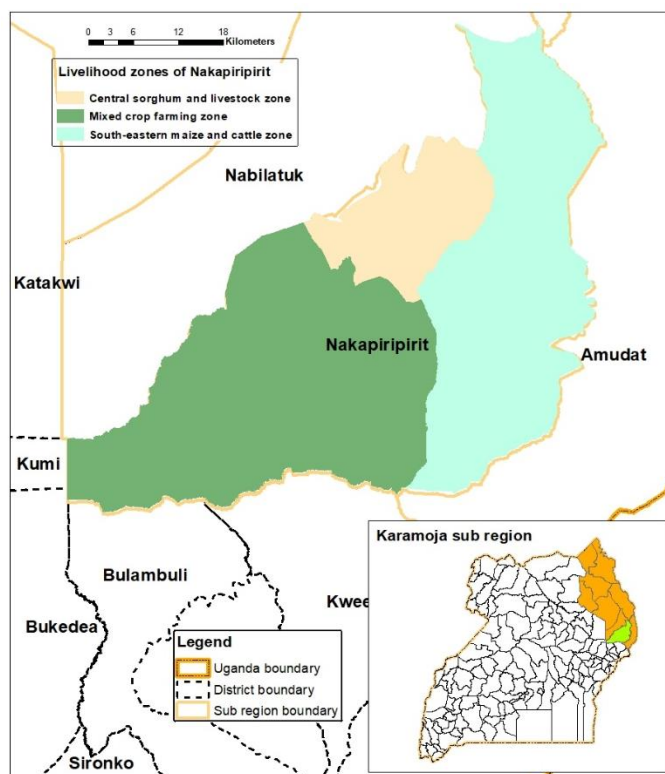 0 3 6 12 18
Kilometers
Livelihood zones of Nakapiripirit
Central sorghum and livestock zone
Mixed crop farming zone
South-eastern maize and cattle zone
Nabilatuk
Katakwi
Nakapiripirit
Amudat
Kumi
Karamoja sub region
Bulambuli
Kwee
Bukedea
Legend
Uganda boundary
District boundary
Sub region boundary
Sironko